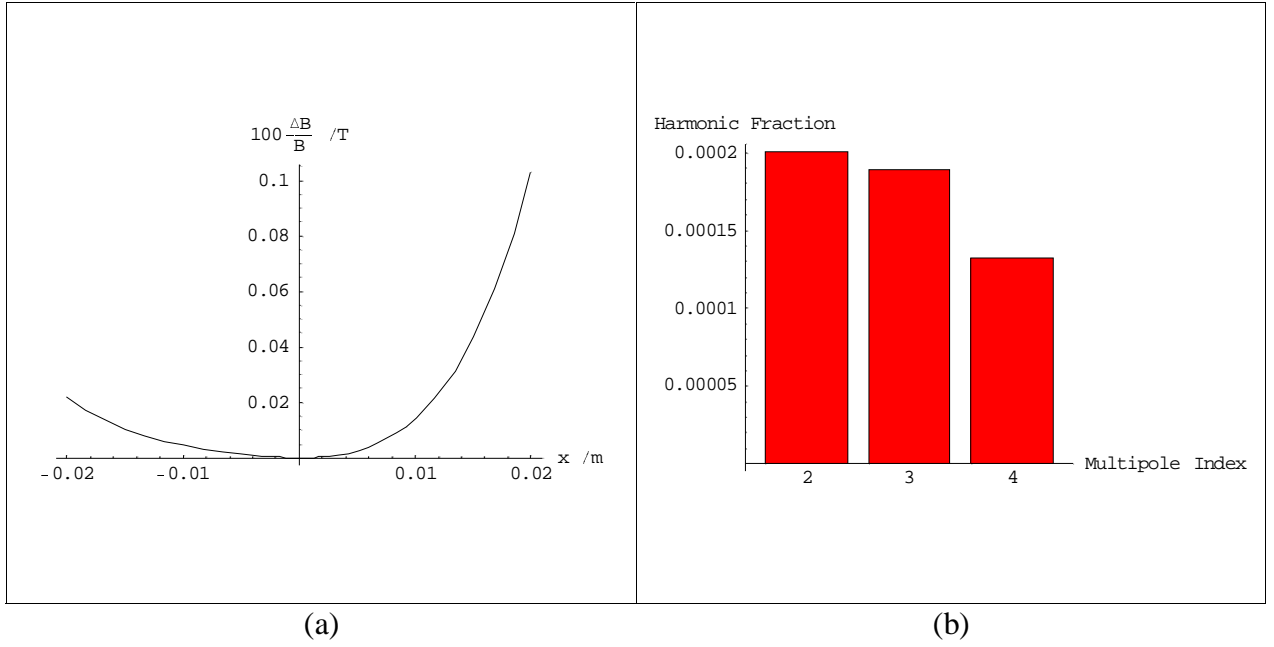 100 ΔB/B /T
0.1
0.08
0.06
0.04
0.02
-0.02 -0.01 0.01 0.02 x /m
Harmonic Fraction
0.0002
0.00015
0.0001
0.00005
2 3 4 Multipole Index
(a) (b)